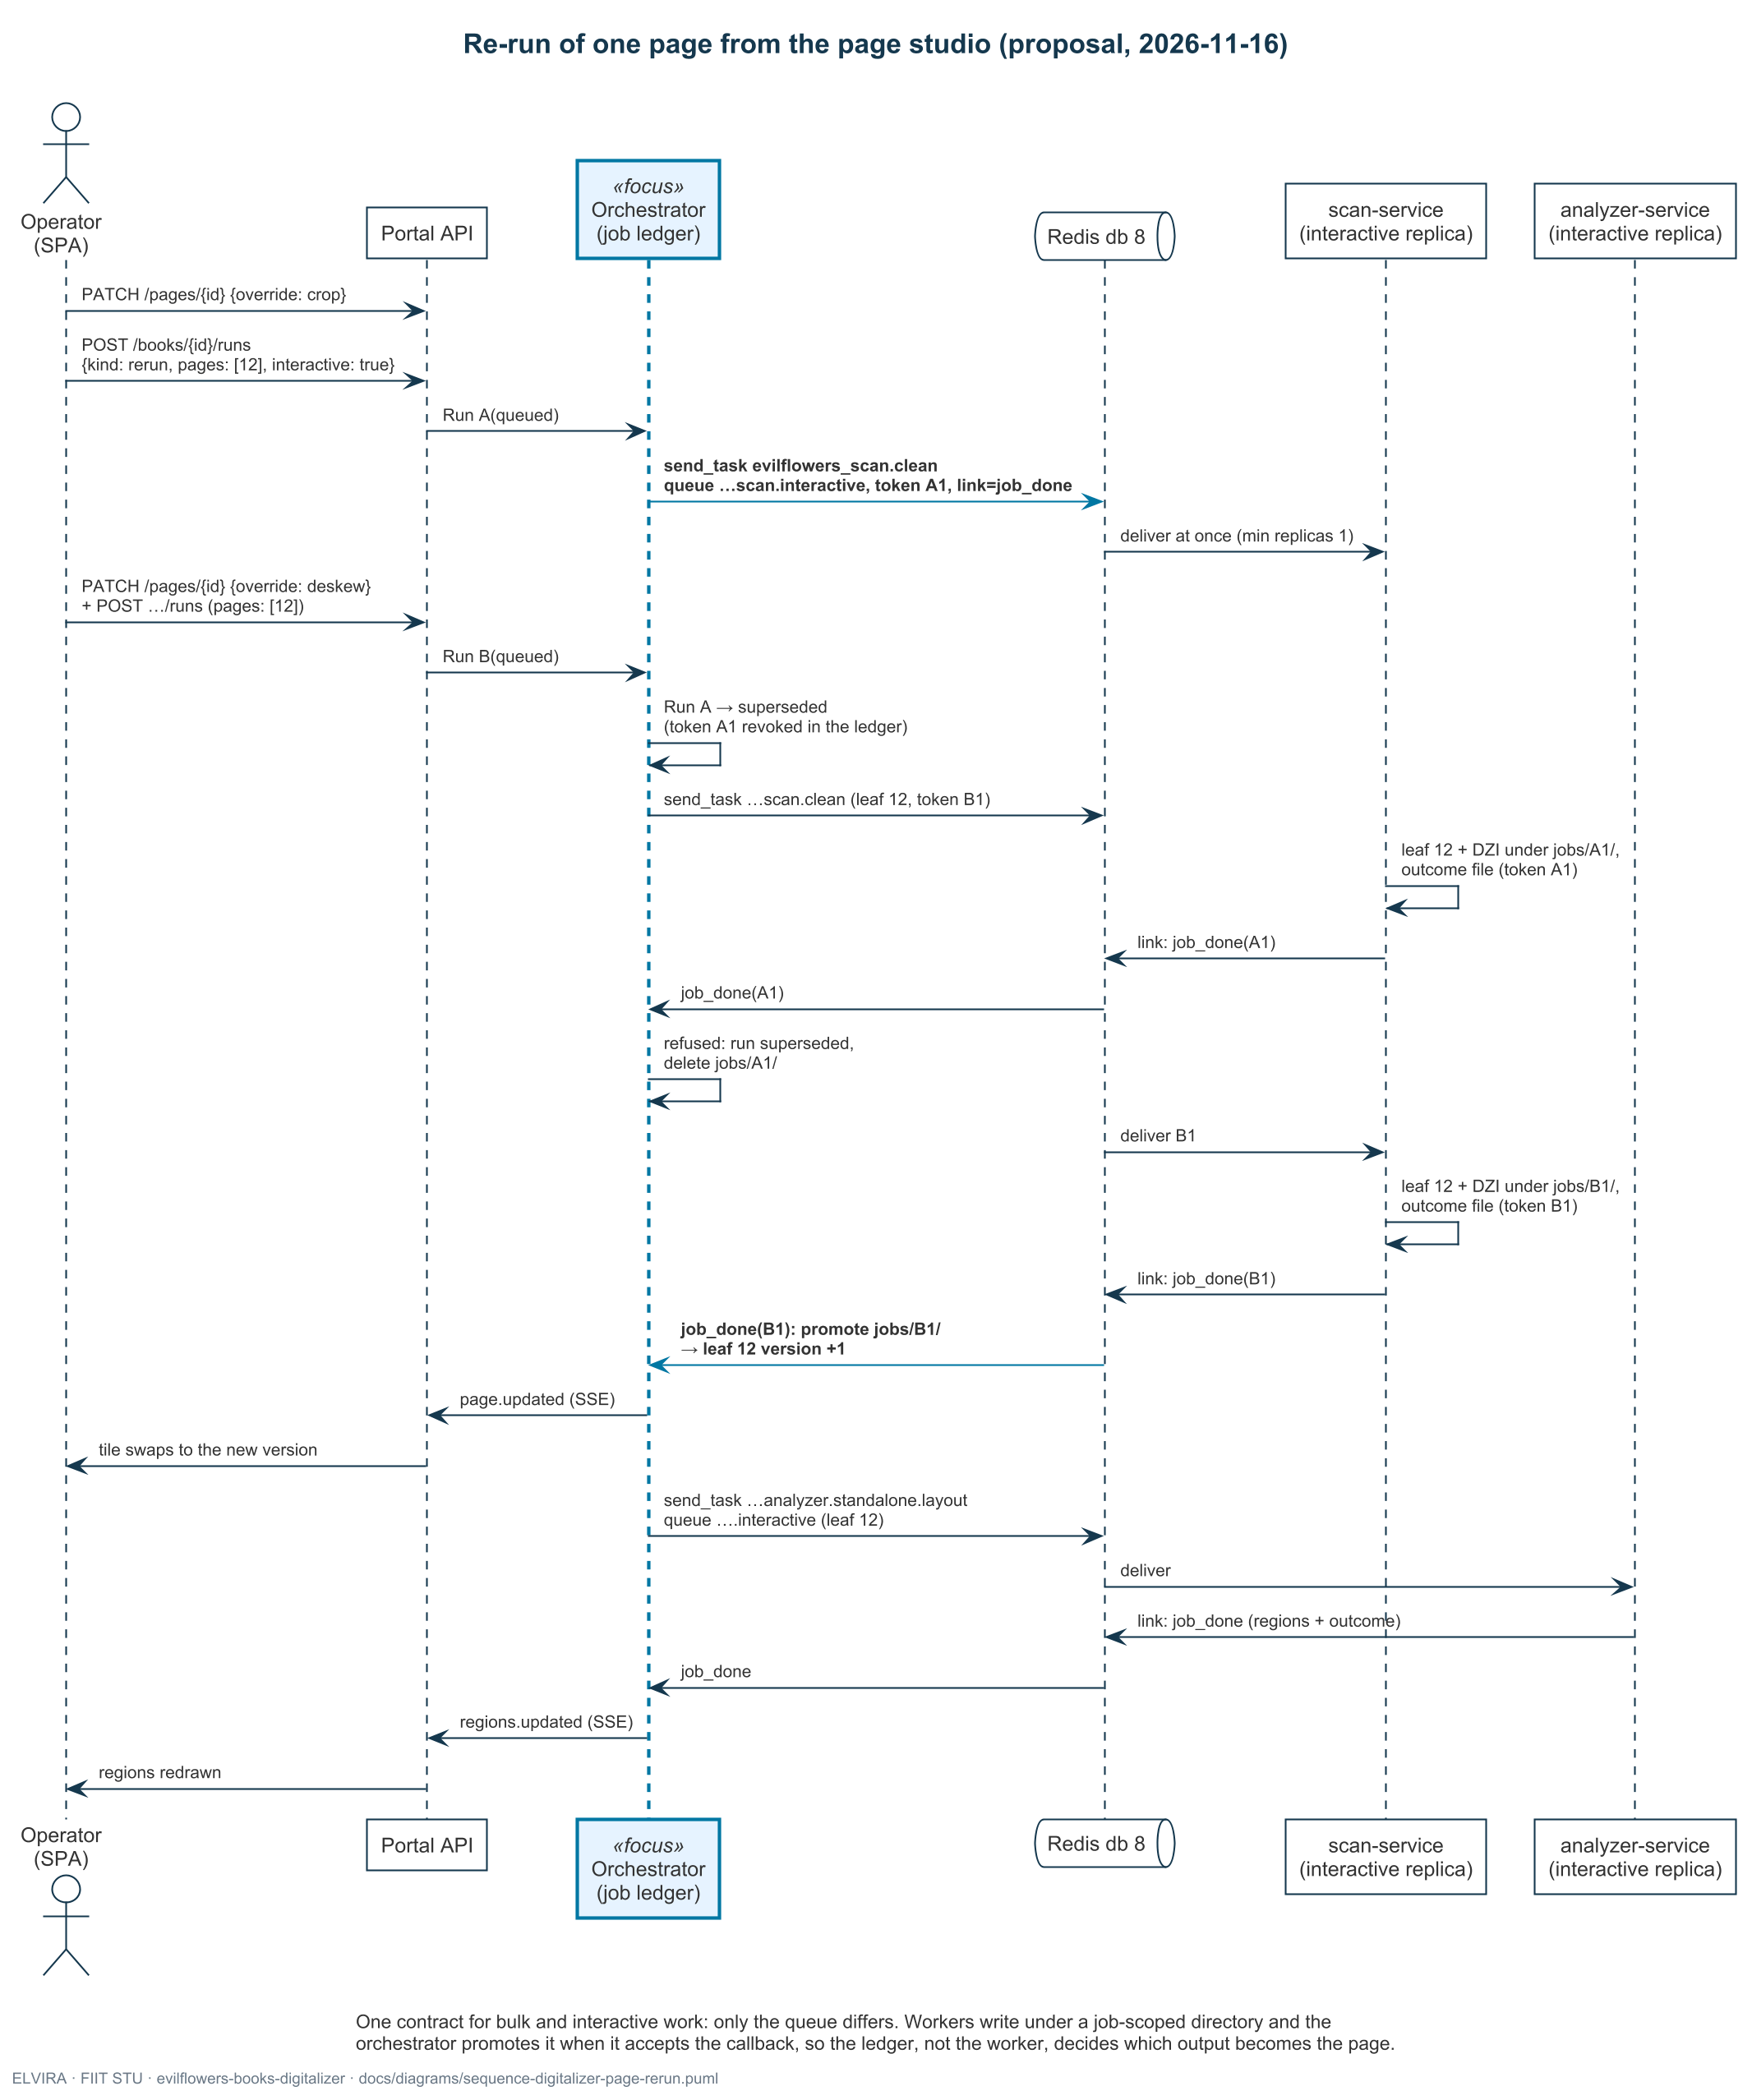 Re-run of one page from the page studio (proposal, 2026-11-16)
Operator
(SPA)
Portal API
«focus»
Orchestrator
(job ledger)
Redis db 8
scan-service
(interactive replica)
analyzer-service
(interactive replica)
PATCH /pages/{id} {override: crop}
POST /books/{id}/runs
{kind: rerun, pages: [12], interactive: true}
Run A(queued)
send_task evilflowers_scan.clean
queue …scan.interactive, token A1, link=job_done
deliver at once (min replicas 1)
PATCH /pages/{id} {override: deskew}
+ POST …/runs (pages: [12])
Run B(queued)
Run A → superseded
(token A1 revoked in the ledger)
send_task …scan.clean (leaf 12, token B1)
leaf 12 + DZI under jobs/A1/,
outcome file (token A1)
link: job_done(A1)
job_done(A1)
refused: run superseded,
delete jobs/A1/
deliver B1
leaf 12 + DZI under jobs/B1/,
outcome file (token B1)
link: job_done(B1)
job_done(B1): promote jobs/B1/
→ leaf 12 version +1
page.updated (SSE)
tile swaps to the new version
send_task …analyzer.standalone.layout
queue ….interactive (leaf 12)
deliver
link: job_done (regions + outcome)
job_done
regions.updated (SSE)
regions redrawn
Operator
(SPA)
Portal API
«focus»
Orchestrator
(job ledger)
Redis db 8
scan-service
(interactive replica)
analyzer-service
(interactive replica)
One contract for bulk and interactive work: only the queue differs. Workers write under a job-scoped directory and the
orchestrator promotes it when it accepts the callback, so the ledger, not the worker, decides which output becomes the page.
ELVIRA · FIIT STU · evilflowers-books-digitalizer · docs/diagrams/sequence-digitalizer-page-rerun.puml